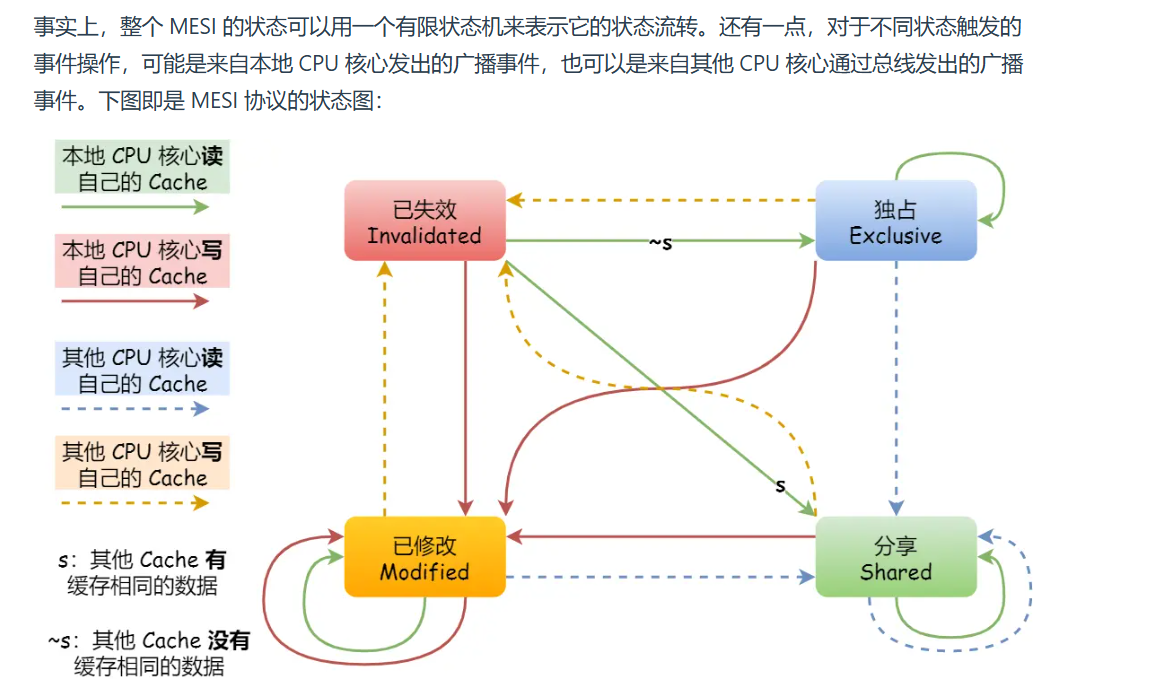 事实上，整个 MESI 的状态可以用一个有限状态机来表示它的状态流转。还有一点，对于不同状态触发的
事件操作，可能是来自本地 CPU 核心发出的广播事件，也可以是来自其他 CPU 核心通过总线发出的广播
事件。下图即是 MESI 协议的状态图：
本地 CPU 核心读
自己的 Cache
本地 CPU 核心写
自己的 Cache
其他 CPU 核心读
自己的 Cache
其他 CPU 核心写
自己的 Cache
s：其他 Cache 有
缓存相同的数据
~s：其他 Cache 没有
缓存相同的数据
已失效
Invalidated
独占
Exclusive
~s
s
已修改
Modified
分享
Shared